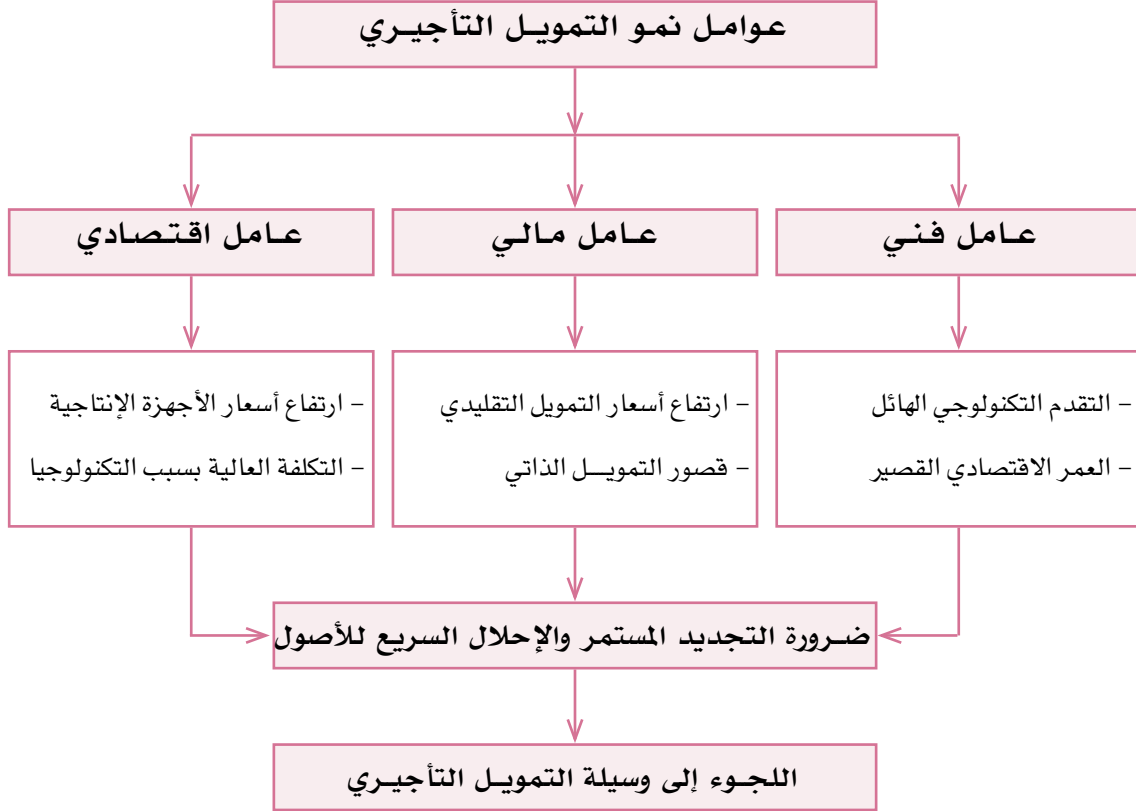 عوامل نمو التمويل التأجيري
عامل فني
عامل مالي
عامل اقتصادي
- التقدم التكنولوجي الهائل
- العمر الاقتصادي القصير
- ارتفاع أسعار التمويل التقليدي
- قصور التمويل الذاتي
- ارتفاع أسعار الأجهزة الإنتاجية
- التكلفة العالية بسبب التكنولوجيا
ضرورة التجديد المستمر والإحلال السريع للأصول
اللجوء إلى وسيلة التمويل التأجيري